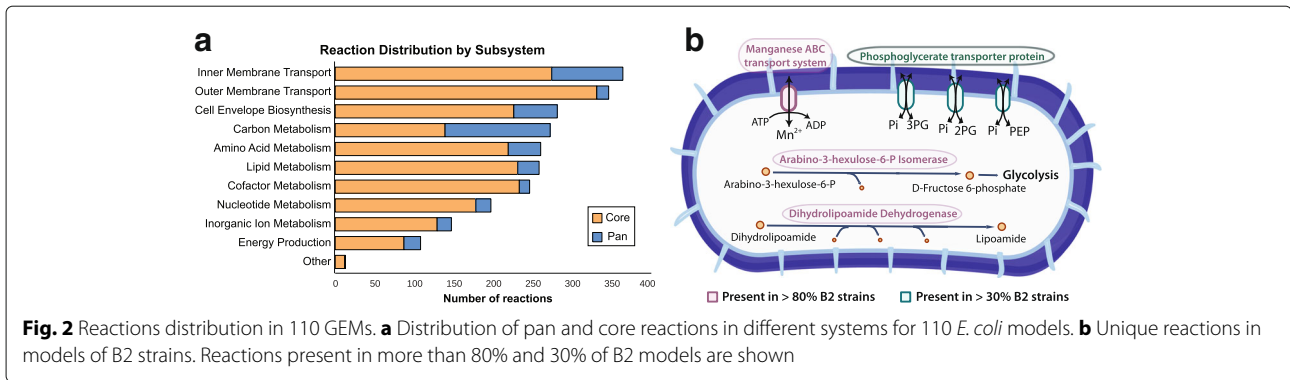 a
Reaction Distribution by Subsystem
Inner Membrane Transport
Outer Membrane Transport
Cell Envelope Biosynthesis
Carbon Metabolism
Amino Acid Metabolism
Lipid Metabolism
Cofactor Metabolism
Nucleotide Metabolism
Inorganic Ion Metabolism
Energy Production
Other
Core
Pan
0 50 100 150 200 250 300 350 400
Number of reactions
b
Manganese ABC
transport system
Phosphoglycerate transporter protein
ATP ADP
Mn2+
Pi 3PG Pi 2PG Pi PEP
Arabino-3-hexulose-6-P Isomerase
Arabino-3-hexulose-6-P
D-Fructose 6-phosphate
Glycolysis
Dihydrolipoamide Dehydrogenase
Dihydrolipoamide
Lipoamide
Present in > 80% B2 strains
Present in > 30% B2 strains
Fig. 2 Reactions distribution in 110 GEMs. a Distribution of pan and core reactions in different systems for 110 E. coli models. b Unique reactions in
models of B2 strains. Reactions present in more than 80% and 30% of B2 models are shown